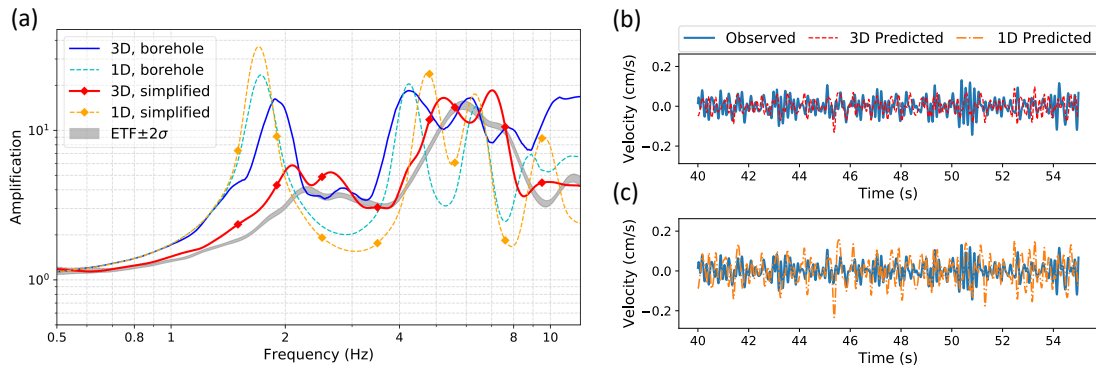 (a)
3D, borehole
1D, borehole
3D, simplified
1D, simplified
ETF±2σ
Amplification
10¹
10⁰
0.5 0.8 1 2 4 6 8 10
Frequency (Hz)
(b)
Observed 3D Predicted 1D Predicted
Velocity (cm/s)
0.2
0.0
−0.2
40 42 44 46 48 50 52 54
Time (s)
(c)
Velocity (cm/s)
0.2
0.0
−0.2
40 42 44 46 48 50 52 54
Time (s)